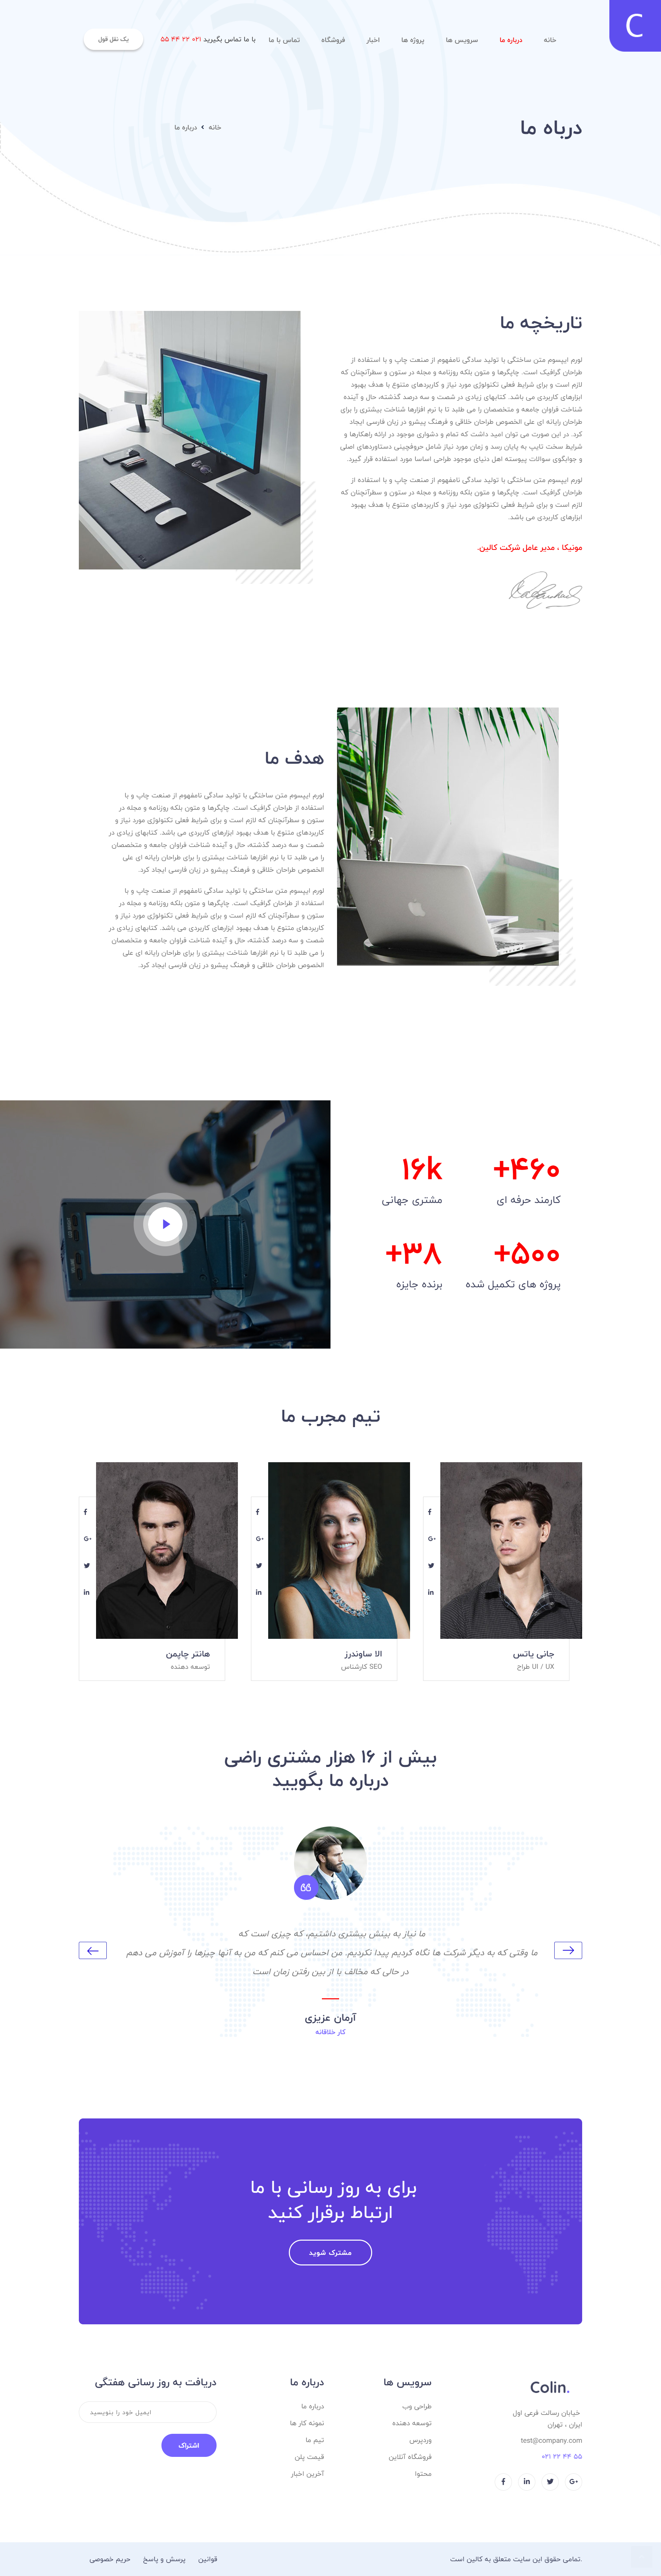 C
خانه
درباره ما
سرویس ها
پروژه ها
اخبار
فروشگاه
تماس با ما
با ما تماس بگیرید ۰۲۱ ۲۲ ۴۴ ۵۵
یک نقل قول
درباه ما
خانه
درباره ما
تاریخچه ما
لورم ایپسوم متن ساختگی با تولید سادگی نامفهوم از صنعت چاپ و با استفاده از
طراحان گرافیک است. چاپگرها و متون بلکه روزنامه و مجله در ستون و سطرآنچنان که
لازم است و برای شرایط فعلی تکنولوژی مورد نیاز و کاربردهای متنوع با هدف بهبود
ابزارهای کاربردی می باشد. کتابهای زیادی در شصت و سه درصد گذشته، حال و آینده
شناخت فراوان جامعه و متخصصان را می طلبد تا با نرم افزارها شناخت بیشتری را برای
طراحان رایانه ای علی الخصوص طراحان خلاقی و فرهنگ پیشرو در زبان فارسی ایجاد
کرد. در این صورت می توان امید داشت که تمام و دشواری موجود در ارائه راهکارها و
شرایط سخت تایپ به پایان رسد و زمان مورد نیاز شامل حروفچینی دستاوردهای اصلی
و جوابگوی سوالات پیوسته اهل دنیای موجود طراحی اساسا مورد استفاده قرار گیرد.
لورم ایپسوم متن ساختگی با تولید سادگی نامفهوم از صنعت چاپ و با استفاده از
طراحان گرافیک است. چاپگرها و متون بلکه روزنامه و مجله در ستون و سطرآنچنان که
لازم است و برای شرایط فعلی تکنولوژی مورد نیاز و کاربردهای متنوع با هدف بهبود
ابزارهای کاربردی می باشد.
مونیکا ، مدیر عامل شرکت کالین.
هدف ما
لورم ایپسوم متن ساختگی با تولید سادگی نامفهوم از صنعت چاپ و با
استفاده از طراحان گرافیک است. چاپگرها و متون بلکه روزنامه و مجله در
ستون و سطرآنچنان که لازم است و برای شرایط فعلی تکنولوژی مورد نیاز و
کاربردهای متنوع با هدف بهبود ابزارهای کاربردی می باشد. کتابهای زیادی در
شصت و سه درصد گذشته، حال و آینده شناخت فراوان جامعه و متخصصان
را می طلبد تا با نرم افزارها شناخت بیشتری را برای طراحان رایانه ای علی
الخصوص طراحان خلاقی و فرهنگ پیشرو در زبان فارسی ایجاد کرد.
لورم ایپسوم متن ساختگی با تولید سادگی نامفهوم از صنعت چاپ و با
استفاده از طراحان گرافیک است. چاپگرها و متون بلکه روزنامه و مجله در
ستون و سطرآنچنان که لازم است و برای شرایط فعلی تکنولوژی مورد نیاز و
کاربردهای متنوع با هدف بهبود ابزارهای کاربردی می باشد. کتابهای زیادی در
شصت و سه درصد گذشته، حال و آینده شناخت فراوان جامعه و متخصصان
را می طلبد تا با نرم افزارها شناخت بیشتری را برای طراحان رایانه ای علی
الخصوص طراحان خلاقی و فرهنگ پیشرو در زبان فارسی ایجاد کرد.
+۴۶۰
کارمند حرفه ای
۱۶k
مشتری جهانی
+۵۰۰
پروژه های تکمیل شده
+۳۸
برنده جایزه
تیم مجرب ما
جانی یاتس
UI / UX طراح
الا ساوندرز
SEO کارشناس
هانتر چاپمن
توسعه دهنده
بیش از ۱۶ هزار مشتری راضی
درباره ما بگویید
ما نیاز به بینش بیشتری داشتیم، که چیزی است که
ما وقتی که به دیگر شرکت ها نگاه کردیم پیدا نکردیم. من احساس می کنم که من به آنها چیزها را آموزش می دهم
در حالی که مخالف با از بین رفتن زمان است
آرمان عزیزی
کار خلاقانه
برای به روز رسانی با ما
ارتباط برقرار کنید
مشترک شوید
Colin.
خیابان رسالت فرعی اول
ایران ، تهران
test@company.com
۰۲۱ ۲۲ ۴۴ ۵۵
سرویس ها
طراحی وب
توسعه دهنده
وردپرس
فروشگاه آنلاین
محتوا
درباره ما
درباره ما
نمونه کار ها
تیم ما
قیمت پلن
آخرین اخبار
دریافت به روز رسانی هفتگی
ایمیل خود را بنویسید
اشتراک
.تمامی حقوق این سایت متعلق به کالین است
قوانین
پرسش و پاسخ
حریم خصوصی